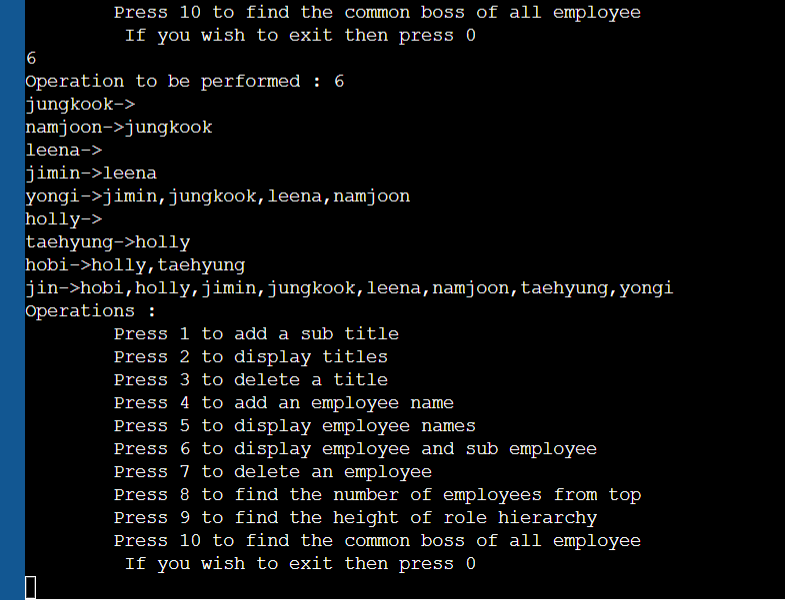 Press 10 to find the common boss of all employee
If you wish to exit then press 0
6
Operation to be performed : 6
jungkook->
namjoon->jungkook
leena->
jimin->leena
yongi->jimin,jungkook,leena,namjoon
holly->
taehyung->holly
hobi->holly,taehyung
jin->hobi,holly,jimin,jungkook,leena,namjoon,taehyung,yongi
Operations :
Press 1 to add a sub title
Press 2 to display titles
Press 3 to delete a title
Press 4 to add an employee name
Press 5 to display employee names
Press 6 to display employee and sub employee
Press 7 to delete an employee
Press 8 to find the number of employees from top
Press 9 to find the height of role hierarchy
Press 10 to find the common boss of all employee
If you wish to exit then press 0